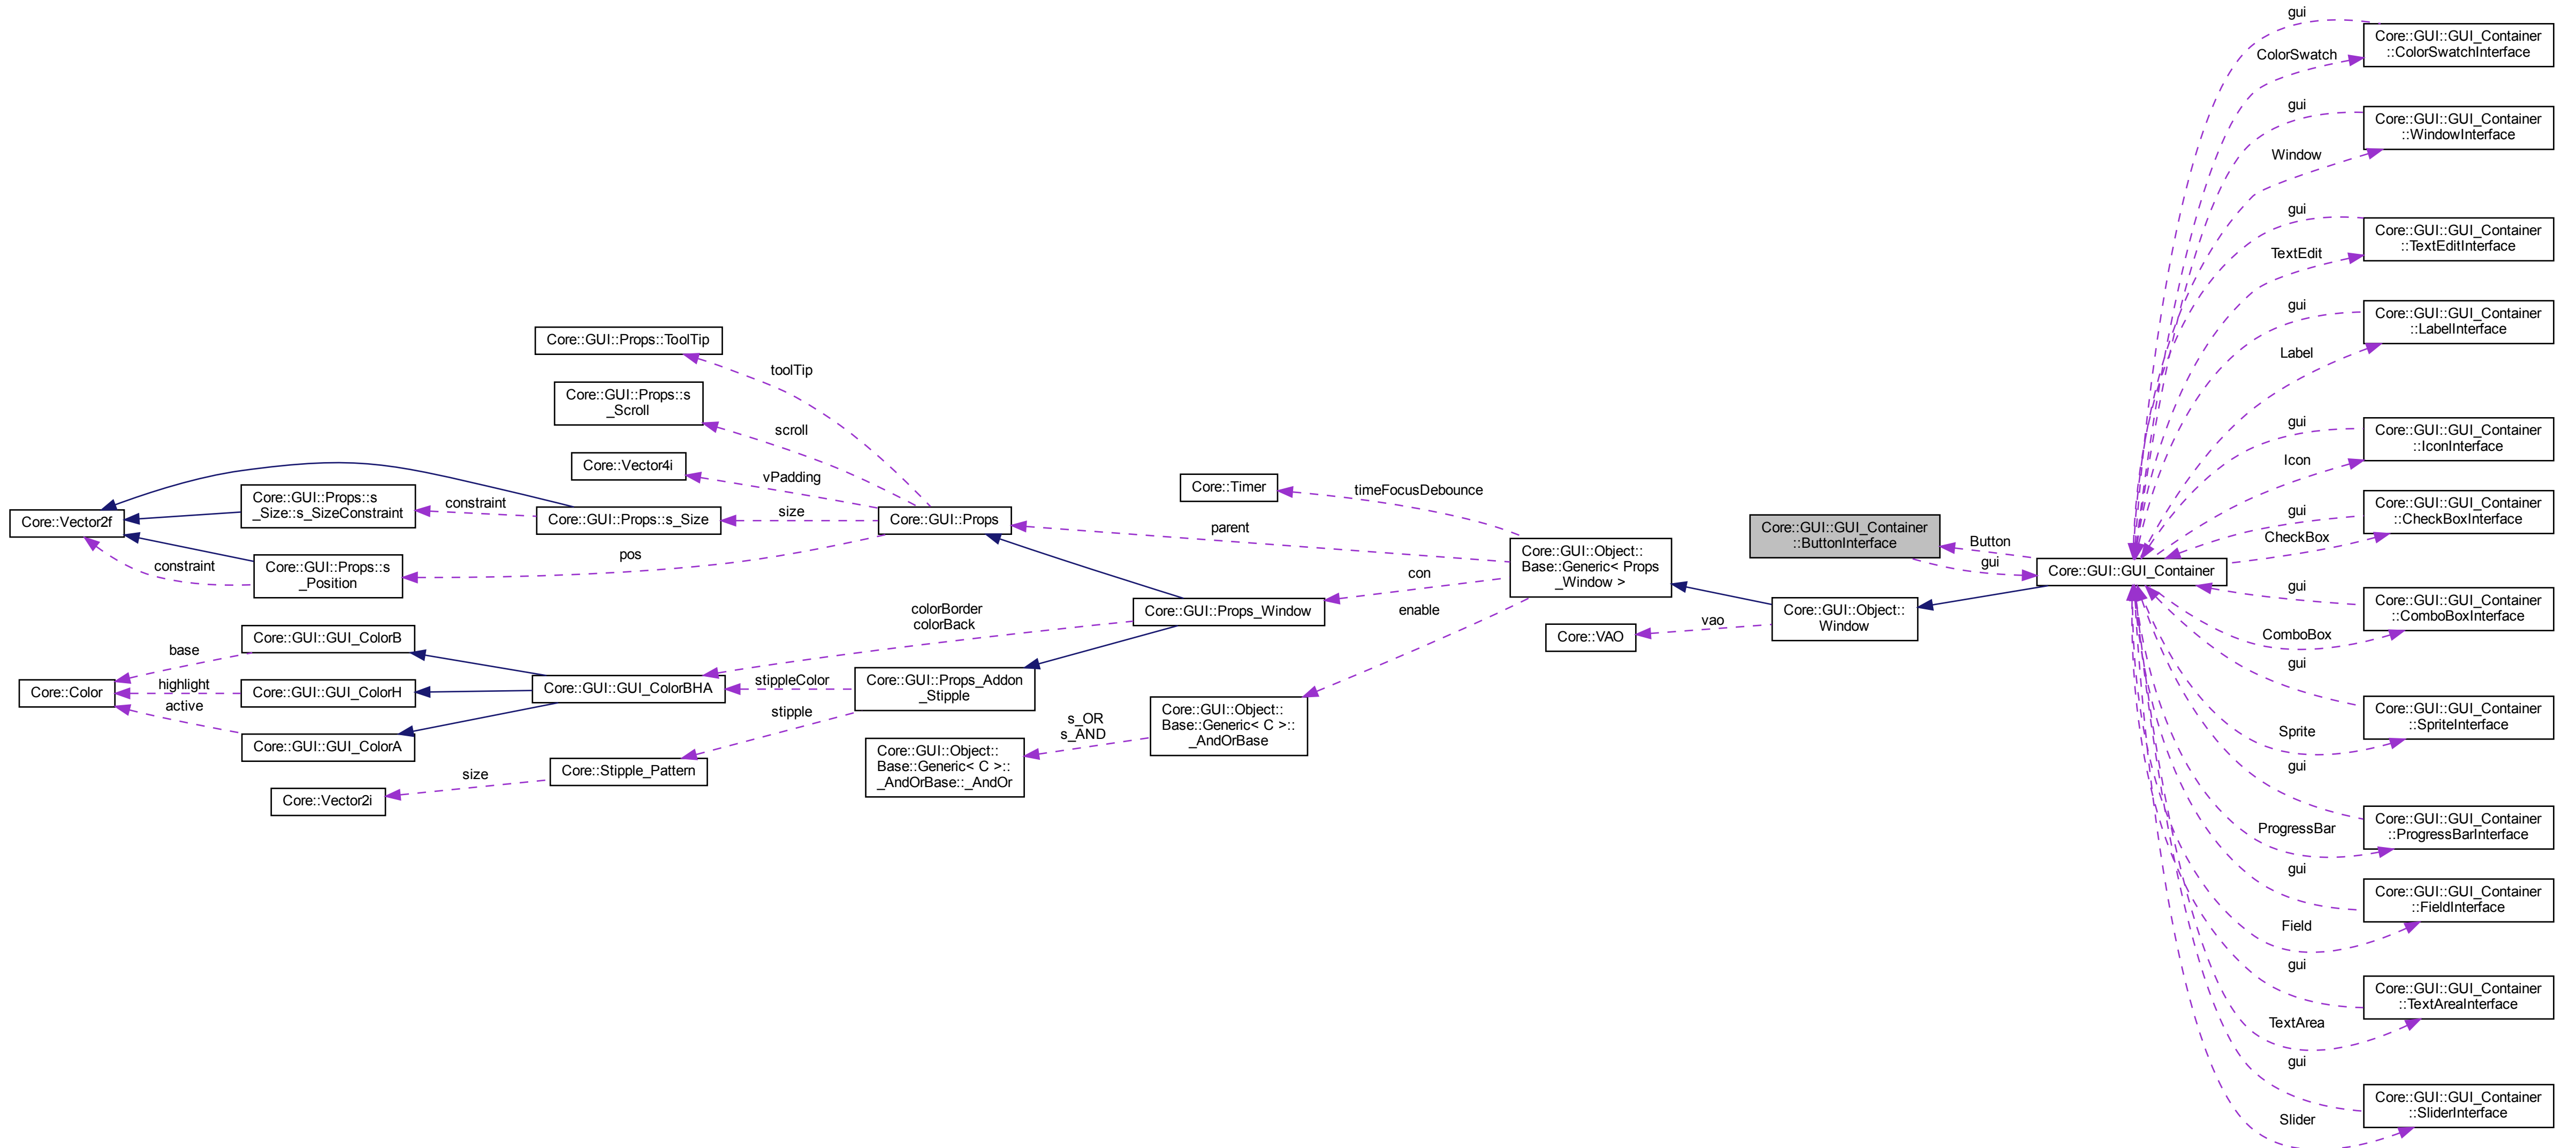 gui
Core::GUI::GUI_Container
::ColorSwatchInterface
ColorSwatch
gui
Core::GUI::GUI_Container
::WindowInterface
Window
gui
Core::GUI::GUI_Container
::TextEditInterface
TextEdit
gui
Core::GUI::GUI_Container
::LabelInterface
Label
gui
Core::GUI::GUI_Container
::IconInterface
Icon
gui
Core::GUI::GUI_Container
::CheckBoxInterface
CheckBox
gui
Core::GUI::GUI_Container
::ComboBoxInterface
ComboBox
gui
Core::GUI::GUI_Container
::SpriteInterface
Sprite
gui
Core::GUI::GUI_Container
::ProgressBarInterface
ProgressBar
gui
Core::GUI::GUI_Container
::FieldInterface
Field
gui
Core::GUI::GUI_Container
::TextAreaInterface
TextArea
gui
Core::GUI::GUI_Container
::SliderInterface
Slider
Core::GUI::GUI_Container
Button
gui
Core::GUI::GUI_Container
::ButtonInterface
Core::GUI::Object::
Window
vao
Core::VAO
Core::GUI::Object::
Base::Generic< Props
_Window >
timeFocusDebounce
Core::Timer
parent
con
enable
Core::GUI::Props_Window
Core::GUI::Object::
Base::Generic< C >::
_AndOrBase
s_OR
s_AND
Core::GUI::Object::
Base::Generic< C >::
_AndOrBase::_AndOr
Core::GUI::Props
toolTip
Core::GUI::Props::ToolTip
scroll
Core::GUI::Props::s
_Scroll
vPadding
Core::Vector4i
size
Core::GUI::Props::s_Size
constraint
Core::GUI::Props::s
_Size::s_SizeConstraint
Core::Vector2f
pos
Core::GUI::Props::s
_Position
constraint
colorBorder
colorBack
Core::GUI::Props_Addon
_Stipple
stippleColor
Core::GUI::GUI_ColorBHA
stipple
Core::Stipple_Pattern
size
Core::Vector2i
Core::GUI::GUI_ColorB
base
Core::GUI::GUI_ColorH
highlight
Core::Color
active
Core::GUI::GUI_ColorA